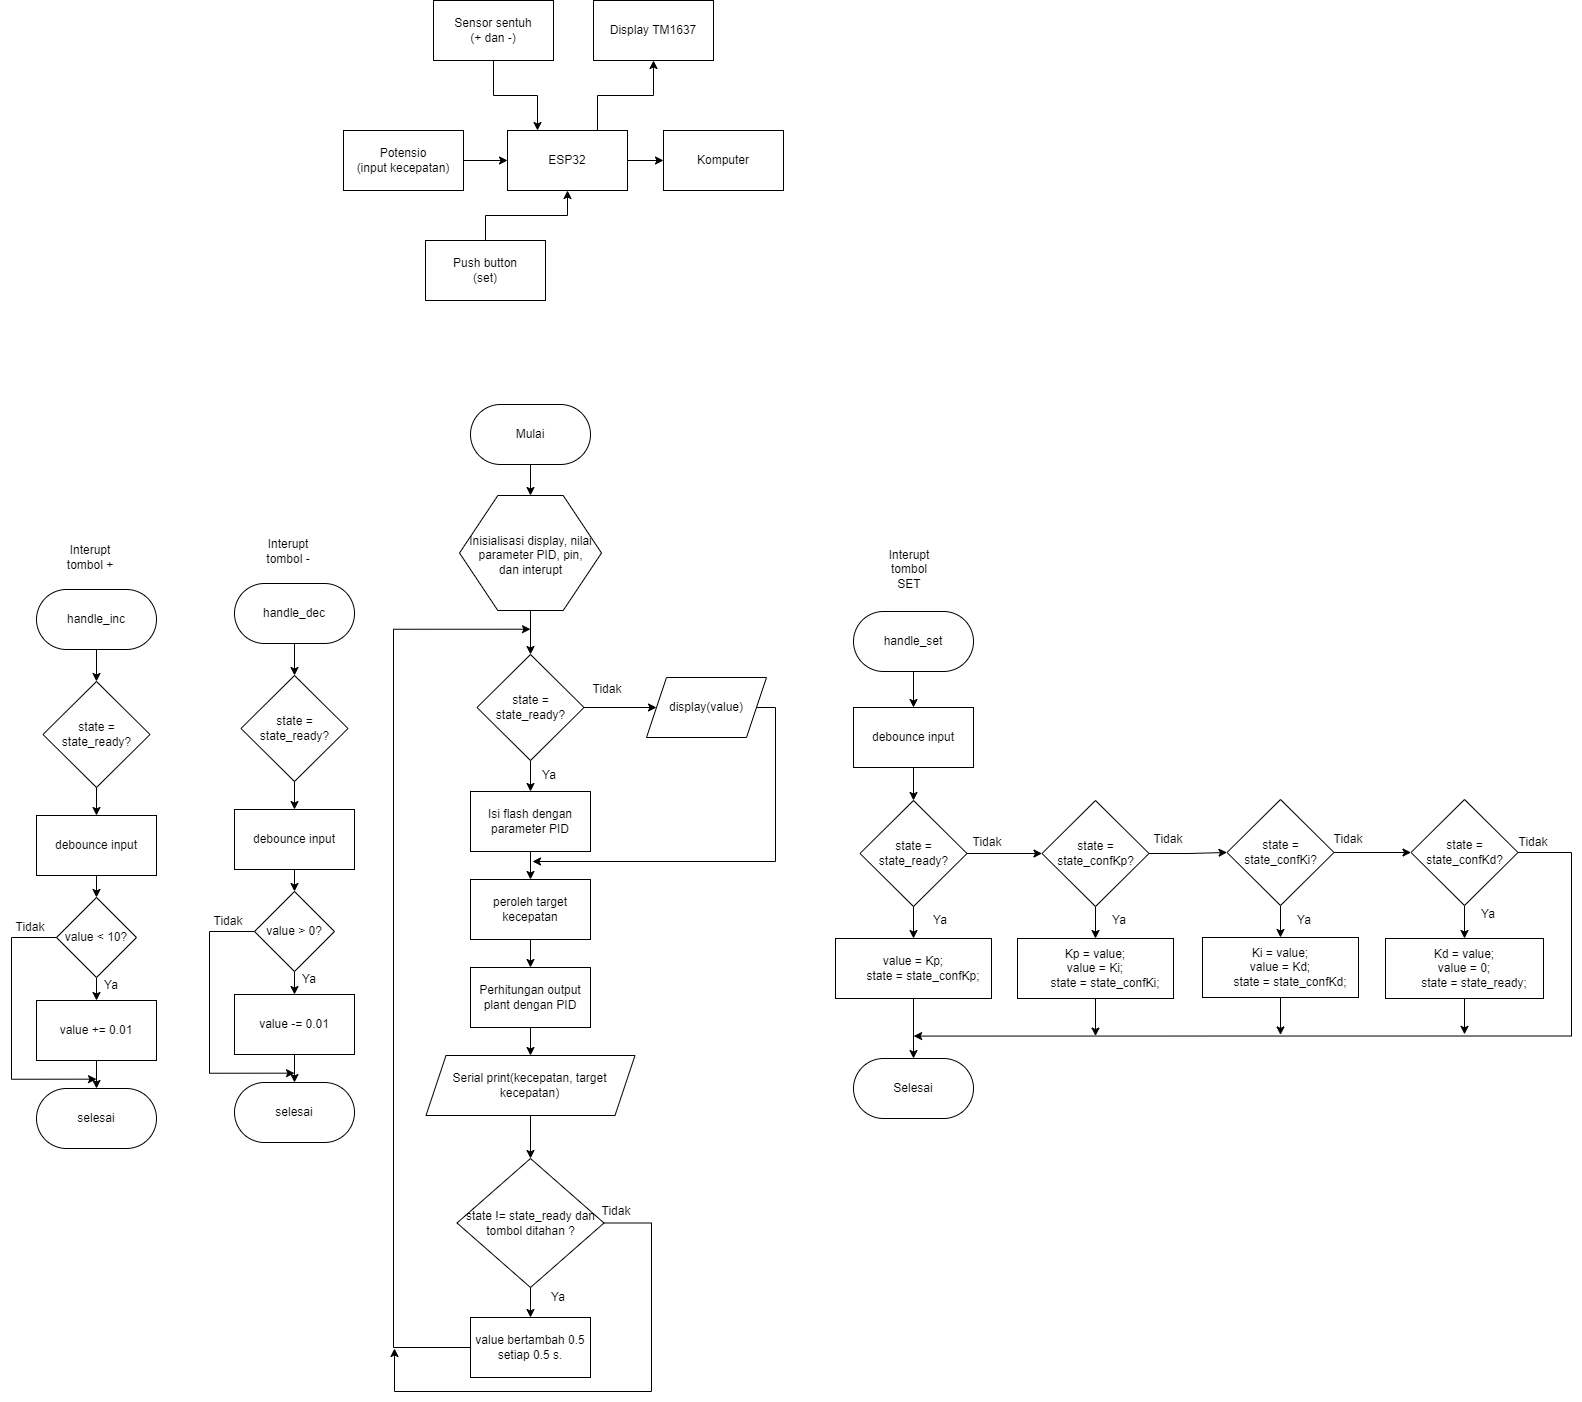 Sensor sentuh
(+ dan -)
Display TM1637
Potensio
(input kecepatan)
ESP32
Komputer
Push button
(set)
Mulai
Inisialisasi display, nilai
parameter PID, pin,
dan interupt
state =
state_ready?
Tidak
display(value)
Ya
Isi flash dengan
parameter PID
peroleh target
kecepatan
Perhitungan output
plant dengan PID
Serial print(kecepatan, target
kecepatan)
state != state_ready dan
tombol ditahan ?
Tidak
Ya
value bertambah 0.5
setiap 0.5 s.
Interupt
tombol +
handle_inc
state =
state_ready?
debounce input
value < 10?
Tidak
Ya
value += 0.01
selesai
Interupt
tombol -
handle_dec
state =
state_ready?
debounce input
value > 0?
Tidak
Ya
value -= 0.01
selesai
Interupt
tombol
SET
handle_set
debounce input
state =
state_ready?
Tidak
state =
state_confKp?
Tidak
state =
state_confKi?
Tidak
state =
state_confKd?
Tidak
Ya
Ya
Ya
Ya
value = Kp;
state = state_confKp;
Kp = value;
value = Ki;
state = state_confKi;
Ki = value;
value = Kd;
state = state_confKd;
Kd = value;
value = 0;
state = state_ready;
Selesai